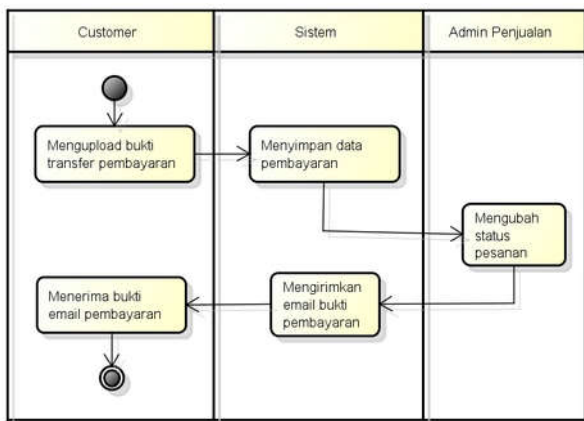 Customer
Sistem
Admin Penjualan
Mengupload bukti
transfer pembayaran
Menyimpan data
pembayaran
Mengubah
status
pesanan
Mengirimkan
email bukti
pembayaran
Menerima bukti
email pembayaran